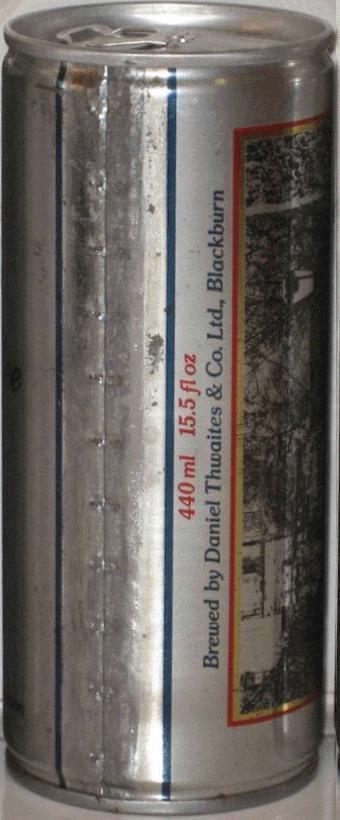 440 ml 15.5 fl oz
Brewed by Daniel Thwaites & Co. Ltd., Blackburn